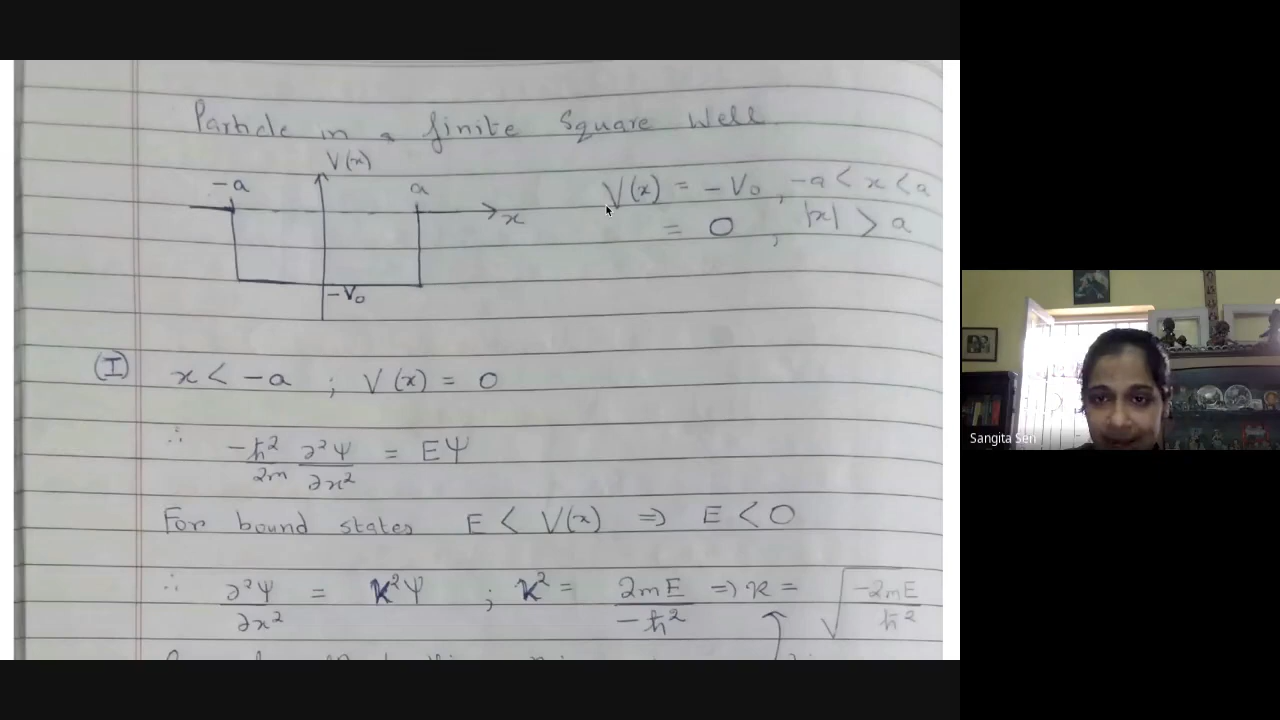 Particle in a finite Square Well
V(x)
-a
a
x
-V₀
V(x) = -V₀ , -a < x < a
= 0 , |x| > a
(I) x < -a ; V(x) = 0
∴ -ħ²/2m ∂²Ψ/∂x² = EΨ
For bound states E < V(x) ⇒ E < 0
∴ ∂²Ψ/∂x² = K²Ψ ; K² = 2mE/-ħ² ⇒ K = √(-2mE/ħ²)
Sangita Sen